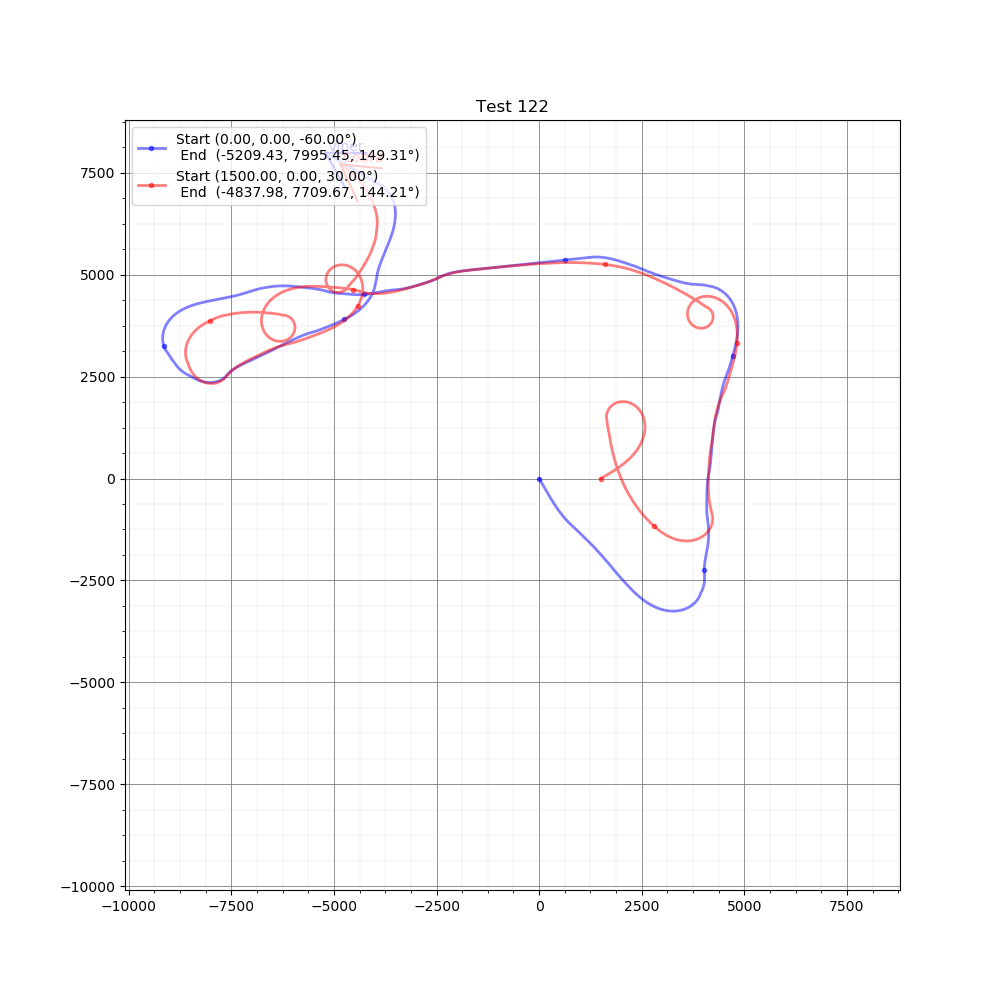 Test 122
Start (0.00, 0.00, -60.00°)
End (-5209.43, 7995.45, 149.31°)
Start (1500.00, 0.00, 30.00°)
End (-4837.98, 7709.67, 144.21°)
7500
5000
2500
0
−2500
−5000
−7500
−10000
−10000 −7500 −5000 −2500 0 2500 5000 7500